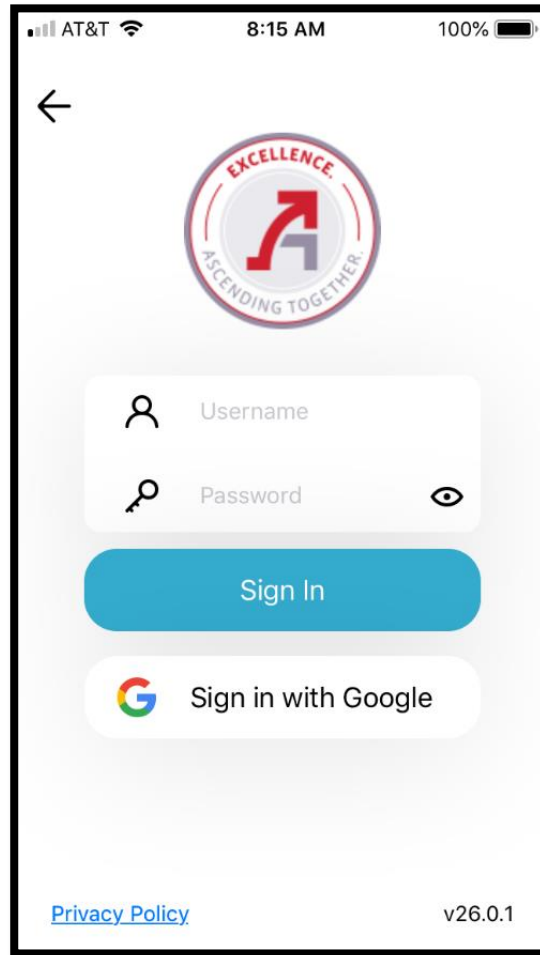 AT&T 8:15 AM 100%
EXCELLENCE.
ASCENDING TOGETHER.
Username
Password
Sign In
Sign in with Google
Privacy Policy v26.0.1